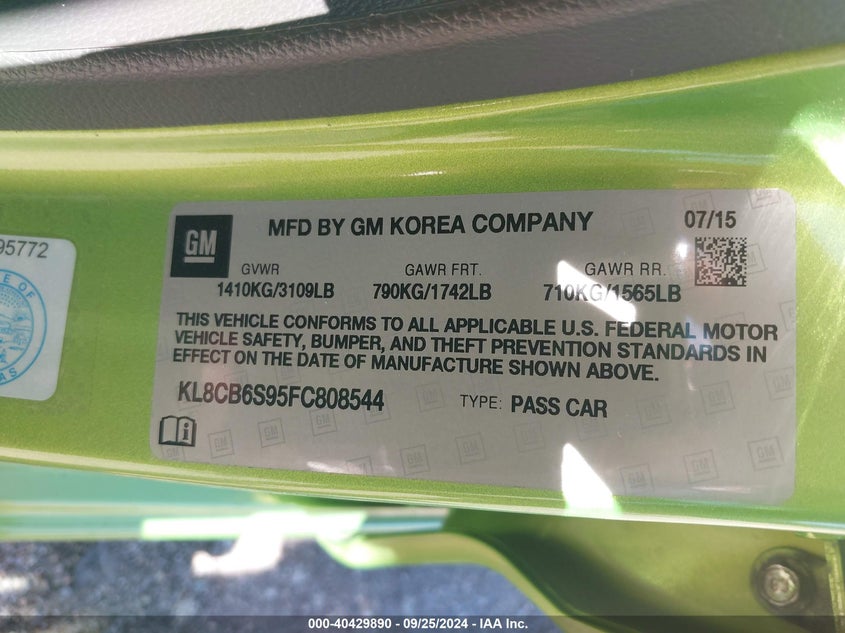 GM
MFD BY GM KOREA COMPANY
07/15
GVWR
GAWR FRT.
GAWR RR.
1410KG/3109LB
790KG/1742LB
710KG/1565LB
THIS VEHICLE CONFORMS TO ALL APPLICABLE U.S. FEDERAL MOTOR
VEHICLE SAFETY, BUMPER, AND THEFT PREVENTION STANDARDS IN
EFFECT ON THE DATE OF MANUFACTURE SHOWN ABOVE.
KL8CB6S95FC808544
TYPE: PASS CAR
95772
E OF
AS
000-40429890 - 09/25/2024 - IAA Inc.